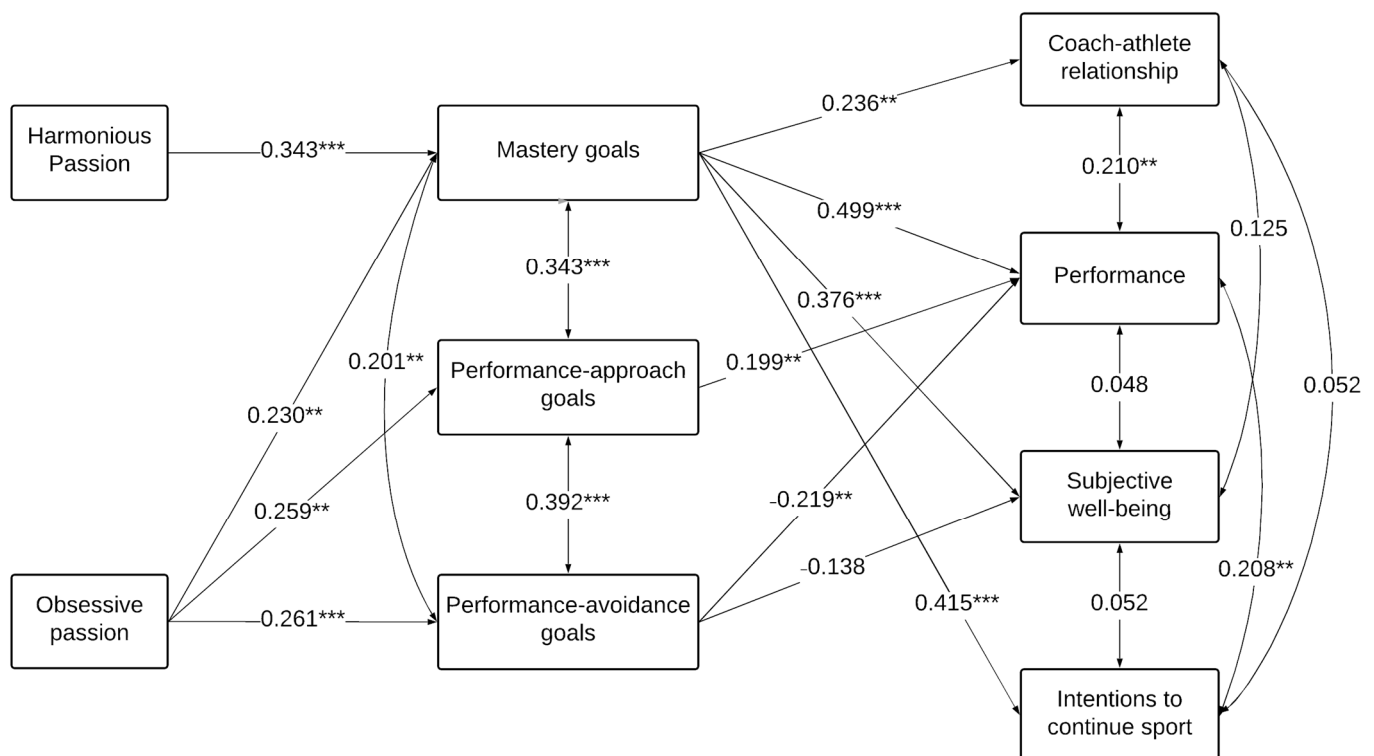 Coach-athlete
relationship
0.236**
Harmonious
Passion
0.343***
Mastery goals
0.210**
0.499***
0.125
0.343***
Performance
0.376***
0.201**
Performance-approach
goals
0.199**
0.048
0.052
0.230**
0.259**
0.392***
-0.219**
Subjective
well-being
-0.138
0.208**
Obsessive
passion
0.261***
Performance-avoidance
goals
0.415***
0.052
Intentions to
continue sport